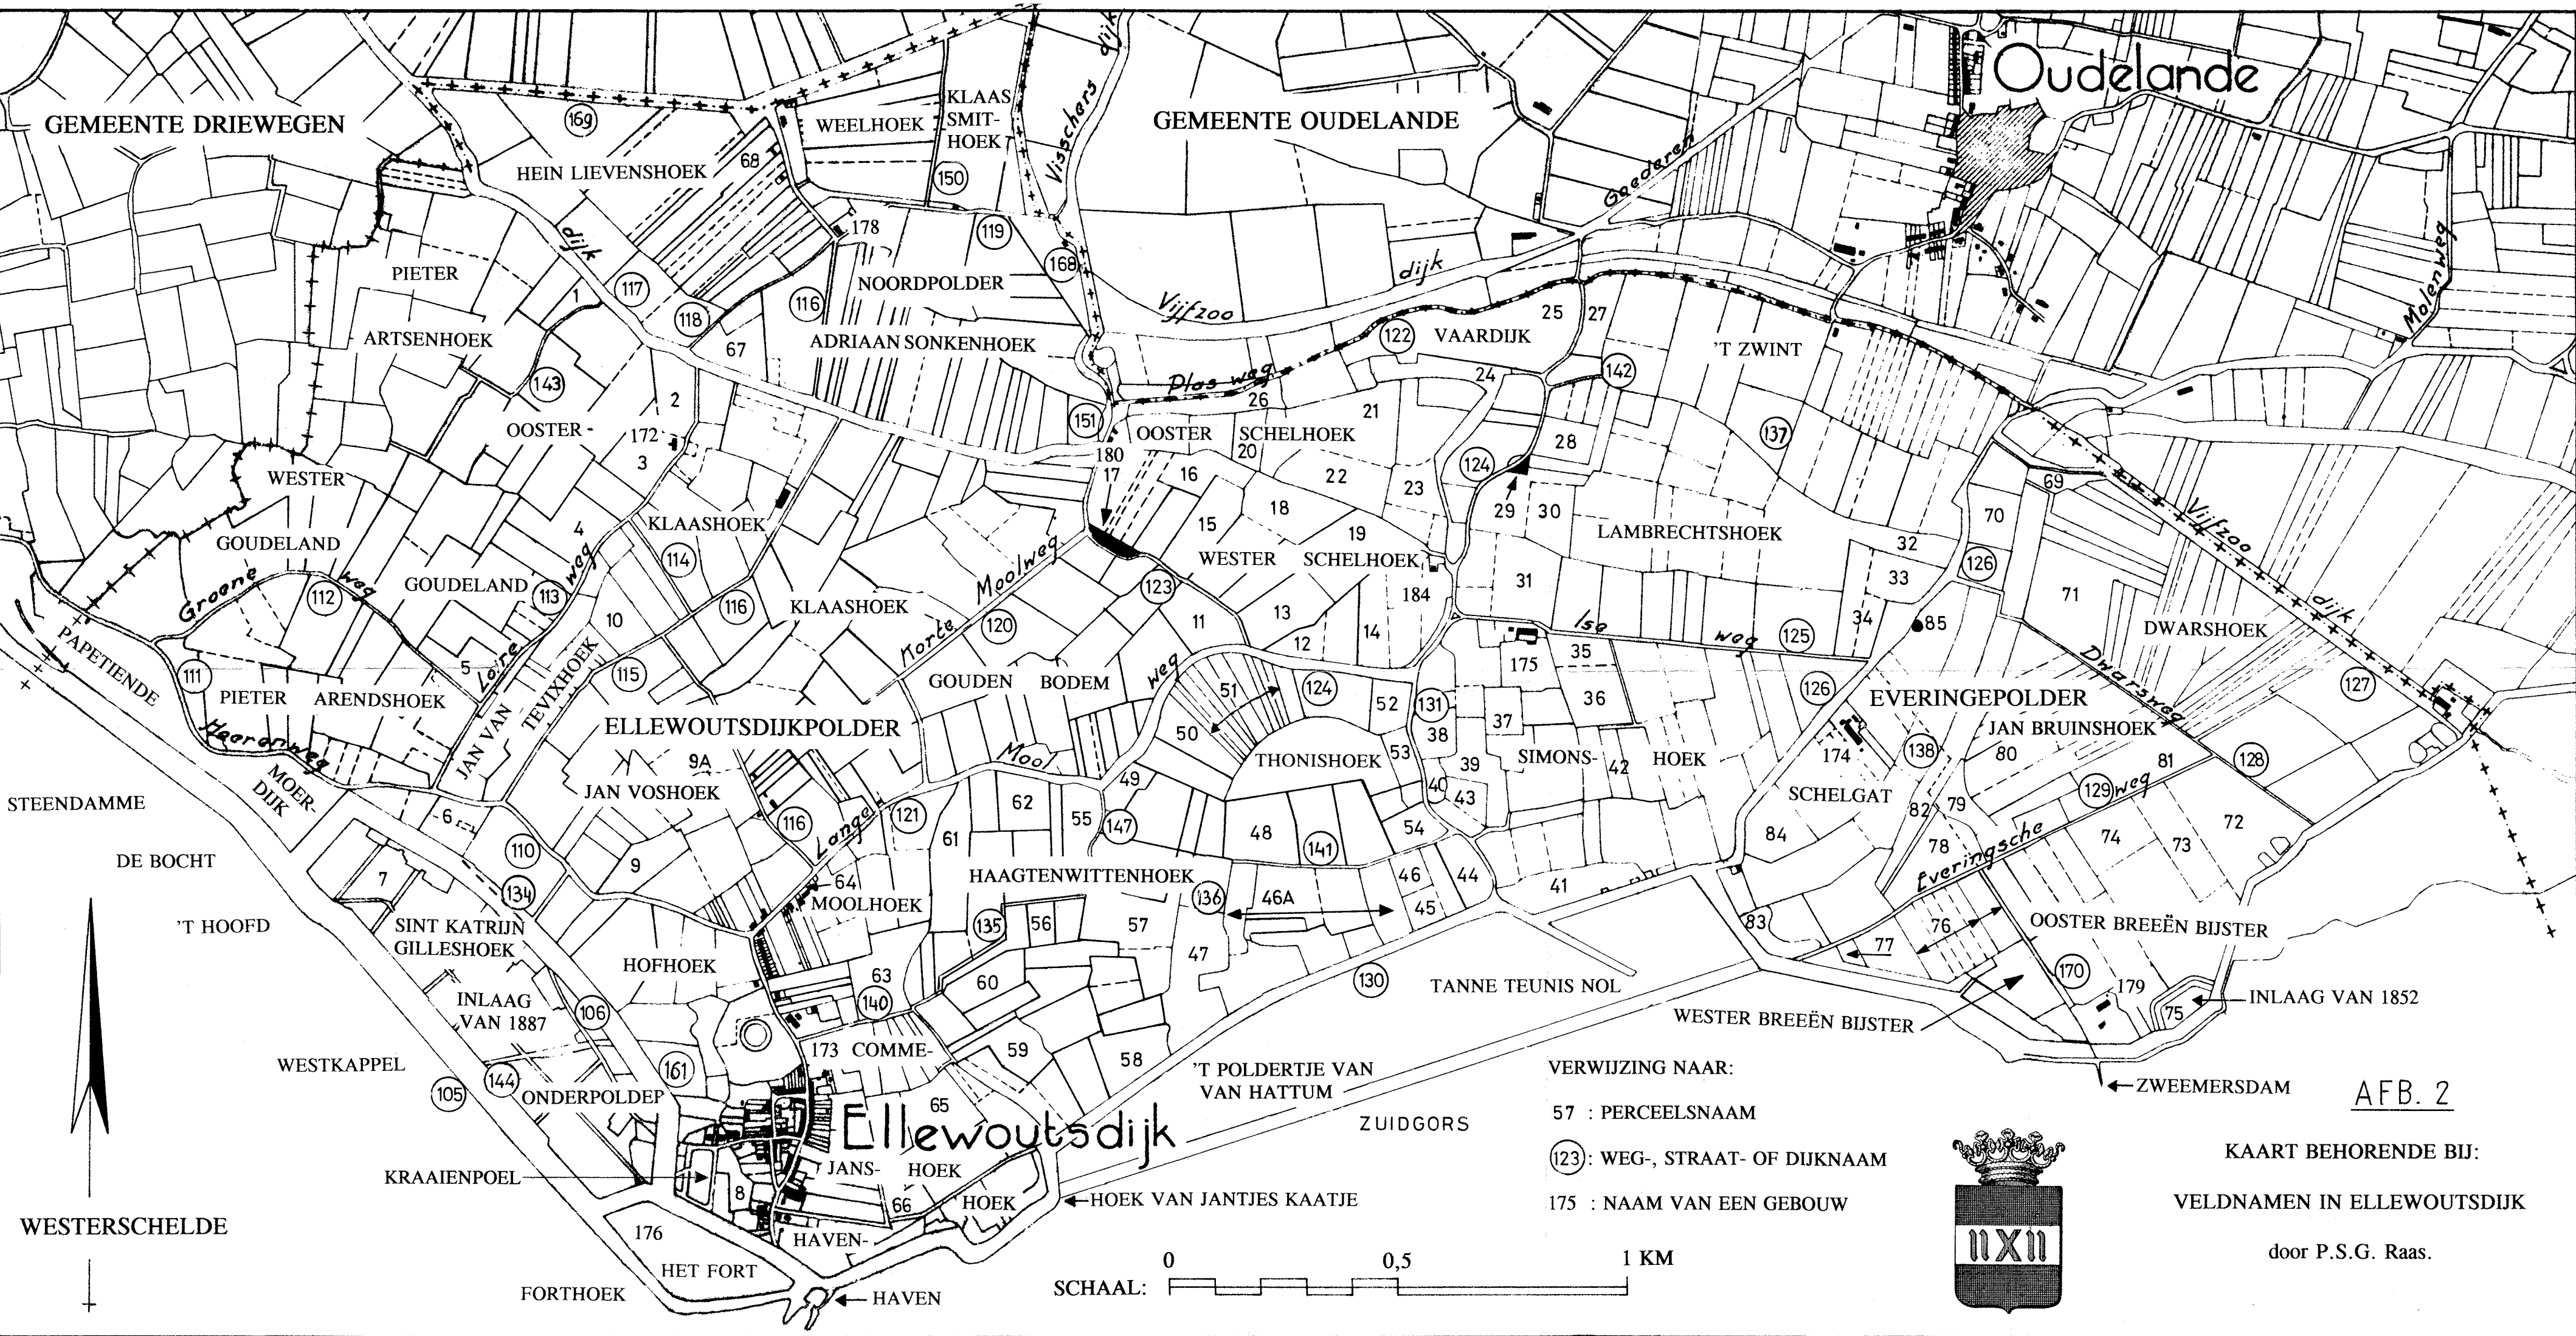 Oudelande
GEMEENTE DRIEWEGEN
GEMEENTE OUDELANDE
KLAAS
SMIT-
HOEK
WEELHOEK
Visschers dijk
169
HEIN LIEVENSHOEK
68
150
Goederen
178
119
168
dijk
PIETER
117
NOORDPOLDER
Vijfzoo
dijk
Molenweg
1
118
116
ARTSENHOEK
67
ADRIAAN SONKENHOEK
122
VAARDIJK
25
27
'T ZWINT
143
2
Plas weg
26
24
142
21
151
OOSTER
SCHELHOEK
OOSTER-
172
3
180
17
16
20
22
23
28
124
137
WESTER
69
4
KLAASHOEK
15
18
19
29
30
LAMBRECHTSHOEK
32
70
Vijfzoo
dijk
GOUDELAND
WESTER
SCHELHOEK
31
33
126
Groene weg
112
GOUDELAND
113
114
116
KLAASHOEK
Korte Moolweg
120
123
13
184
71
111
PAPETIENDE
5
Loire weg
10
11
12
14
Ise weg
125
34
85
DWARSHOEK
PIETER
ARENDSHOEK
JAN VAN
TEVIXHOEK
115
GOUDEN
BODEM
weg
51
124
52
131
175
35
36
126
EVERINGEPOLDER
Dwarsweg
127
Heerenweg
ELLEWOUTSDIJKPOLDER
50
37
38
JAN BRUINSHOEK
MOER-
DIJK
9A
JAN VOSHOEK
Mool
THONISHOEK
53
39
SIMONS-
42
HOEK
174
138
80
81
128
STEENDAMME
49
40
43
SCHELGAT
82
79
129
weg
6
116
Lange
121
61
62
55
147
48
141
54
84
78
Everingsche
74
73
72
DE BOCHT
110
9
7
134
64
MOOLHOEK
HAAGTENWITTENHOEK
136
46A
46
44
45
41
'T HOOFD
SINT KATRIJN
GILLESHOEK
HOFHOEK
135
56
57
47
83
77
76
OOSTER BREEËN BIJSTER
INLAAG
VAN 1887
106
63
140
60
130
TANNE TEUNIS NOL
170
179
75
INLAAG VAN 1852
WESTER BREEËN BIJSTER
WESTKAPPEL
105
144
161
ONDERPOLDEP
173
COMME-
59
58
'T POLDERTJE VAN
VAN HATTUM
VERWIJZING NAAR:
ZWEEMERSDAM
AFB. 2
65
Ellewoutsdijk
ZUIDGORS
57 : PERCEELSNAAM
KRAAIENPOEL
8
JANS-
HOEK
123 : WEG-, STRAAT- OF DIJKNAAM
KAART BEHORENDE BIJ:
66
HOEK
HOEK VAN JANTJES KAATJE
175 : NAAM VAN EEN GEBOUW
VELDNAMEN IN ELLEWOUTSDIJK
WESTERSCHELDE
176
HAVEN-
HET FORT
IIXII
door P.S.G. Raas.
FORTHOEK
HAVEN
SCHAAL:
0
0,5
1 KM